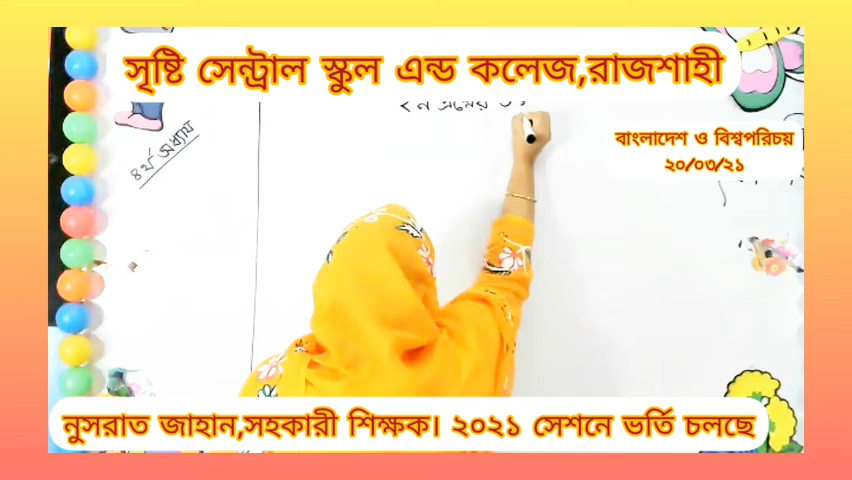 সৃষ্টি সেন্ট্রাল স্কুল এন্ড কলেজ,রাজশাহী
বাংলাদেশ ও বিশ্বপরিচয়
২০/০৩/২১
৪র্থ অধ্যায়
নুসরাত জাহান,সহকারী শিক্ষক। ২০২১ সেশনে ভর্তি চলছে